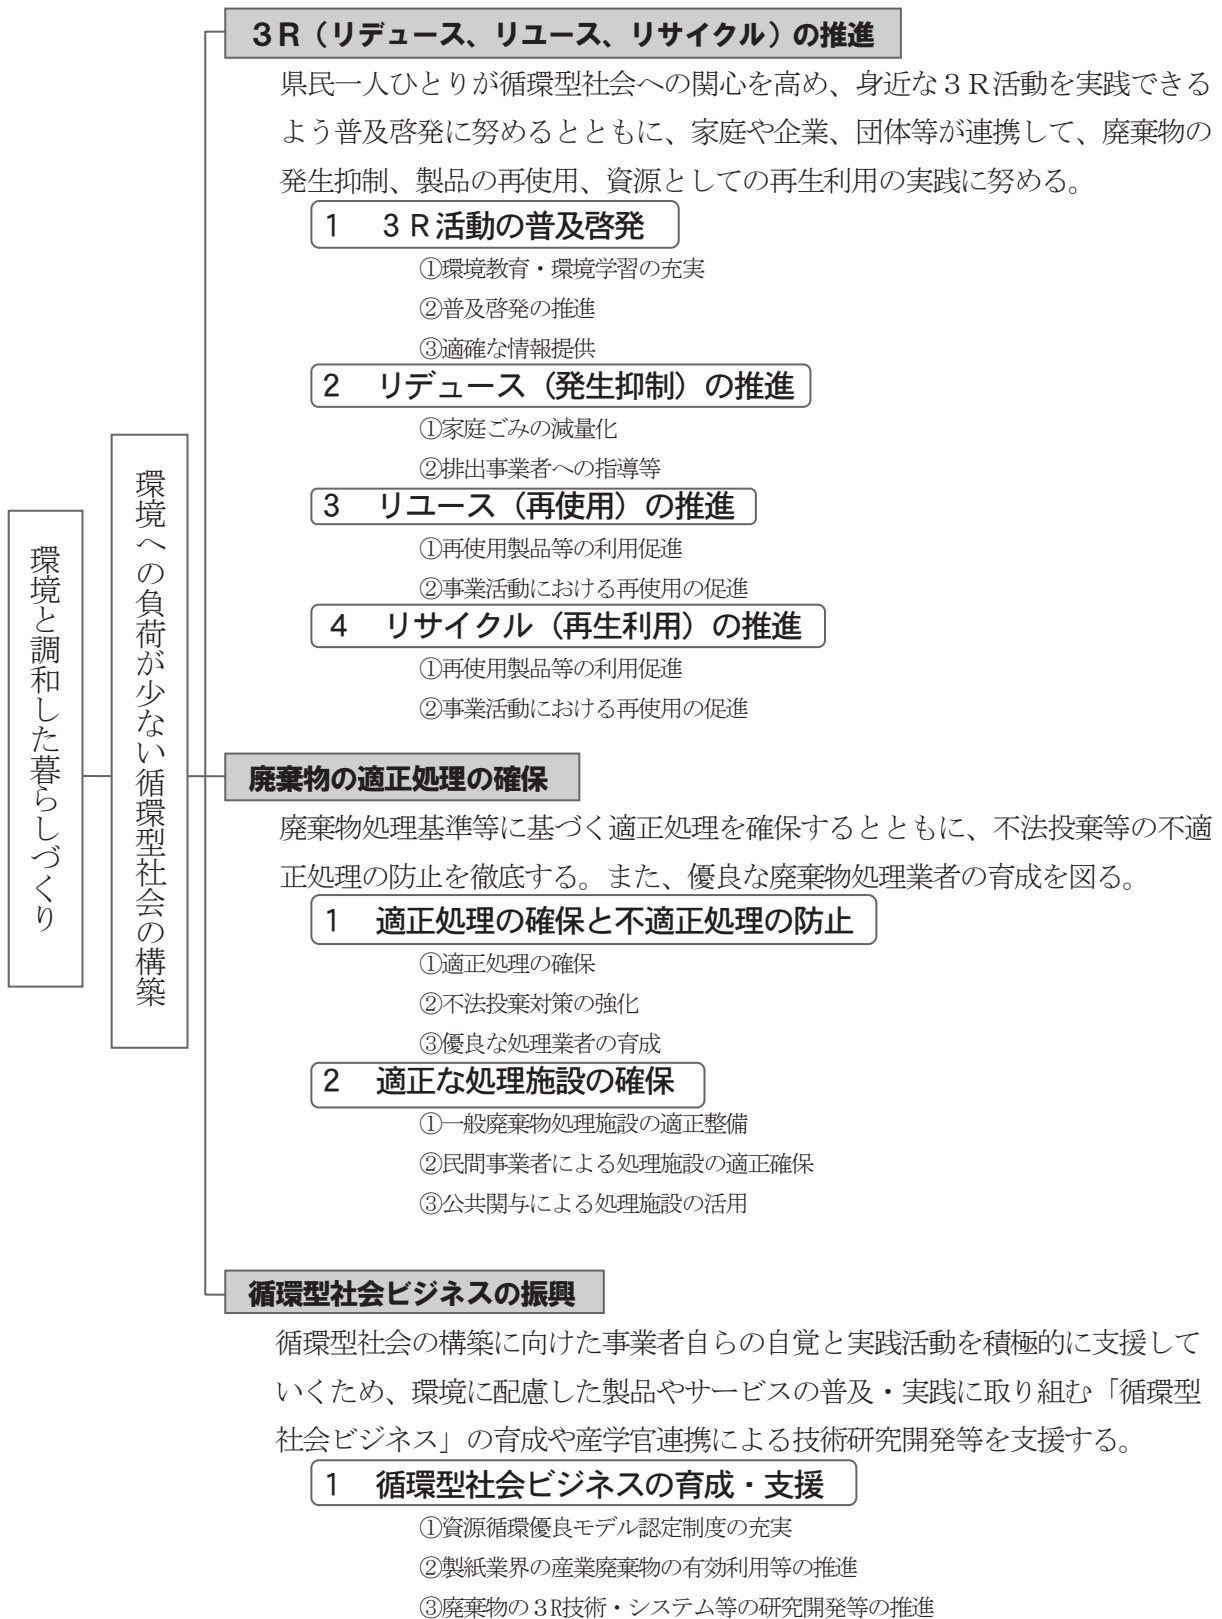 環境と調和した暮らしづくり
環境への負荷が少ない循環型社会の構築
３Ｒ（リデュース、リユース、リサイクル）の推進
県民一人ひとりが循環型社会への関心を高め、身近な３Ｒ活動を実践できる
よう普及啓発に努めるとともに、家庭や企業、団体等が連携して、廃棄物の
発生抑制、製品の再使用、資源としての再生利用の実践に努める。
１　３Ｒ活動の普及啓発
①環境教育・環境学習の充実
②普及啓発の推進
③適確な情報提供
２　リデュース（発生抑制）の推進
①家庭ごみの減量化
②排出事業者への指導等
３　リユース（再使用）の推進
①再使用製品等の利用促進
②事業活動における再使用の促進
４　リサイクル（再生利用）の推進
①再使用製品等の利用促進
②事業活動における再使用の促進
廃棄物の適正処理の確保
廃棄物処理基準等に基づく適正処理を確保するとともに、不法投棄等の不適
正処理の防止を徹底する。また、優良な廃棄物処理業者の育成を図る。
１　適正処理の確保と不適正処理の防止
①適正処理の確保
②不法投棄対策の強化
③優良な処理業者の育成
２　適正な処理施設の確保
①一般廃棄物処理施設の適正整備
②民間事業者による処理施設の適正確保
③公共関与による処理施設の活用
循環型社会ビジネスの振興
循環型社会の構築に向けた事業者自らの自覚と実践活動を積極的に支援して
いくため、環境に配慮した製品やサービスの普及・実践に取り組む「循環型
社会ビジネス」の育成や産学官連携による技術研究開発等を支援する。
１　循環型社会ビジネスの育成・支援
①資源循環優良モデル認定制度の充実
②製紙業界の産業廃棄物の有効利用等の推進
③廃棄物の３R技術・システム等の研究開発等の推進